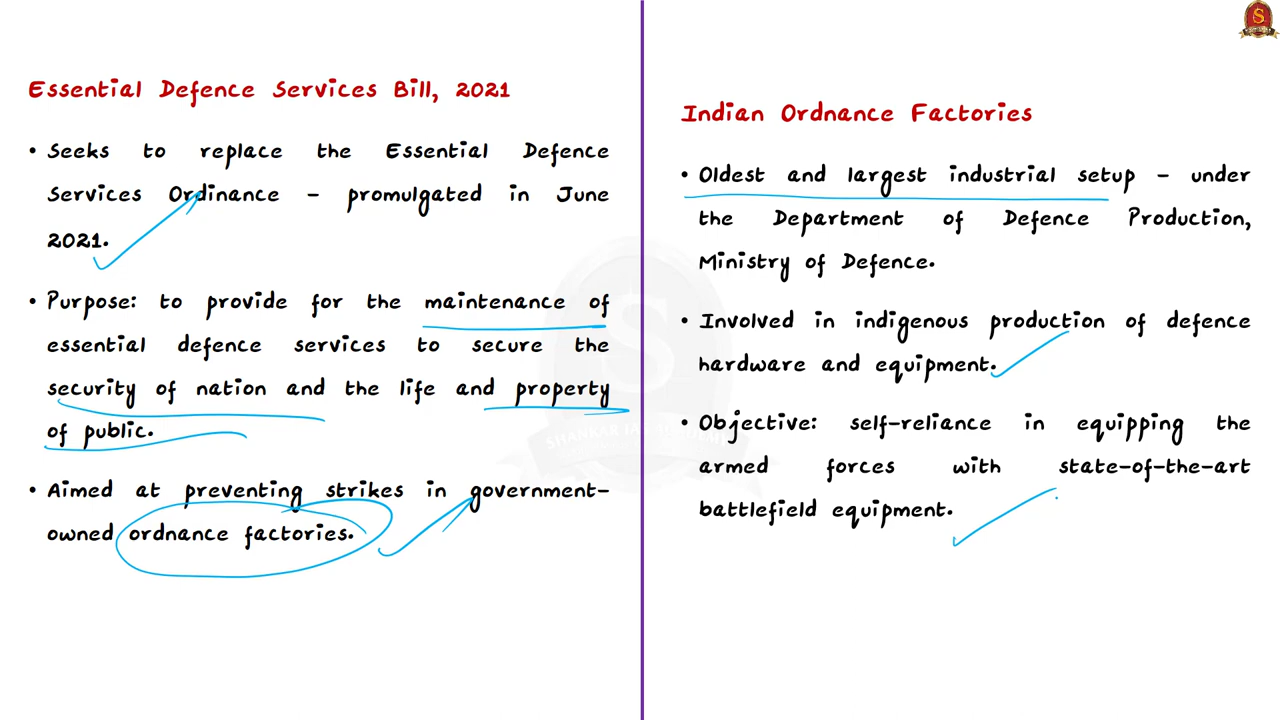 Essential Defence Services Bill, 2021
• Seeks to replace the Essential Defence
Services Ordinance – promulgated in June
2021.
• Purpose: to provide for the maintenance of
essential defence services to secure the
security of nation and the life and property
of public.
• Aimed at preventing strikes in government-
owned ordnance factories.
Indian Ordnance Factories
• Oldest and largest industrial setup – under
the Department of Defence Production,
Ministry of Defence.
• Involved in indigenous production of defence
hardware and equipment.
• Objective: self-reliance in equipping the
armed forces with state-of-the-art
battlefield equipment.
S
SHANKAR IAS ACADEMY